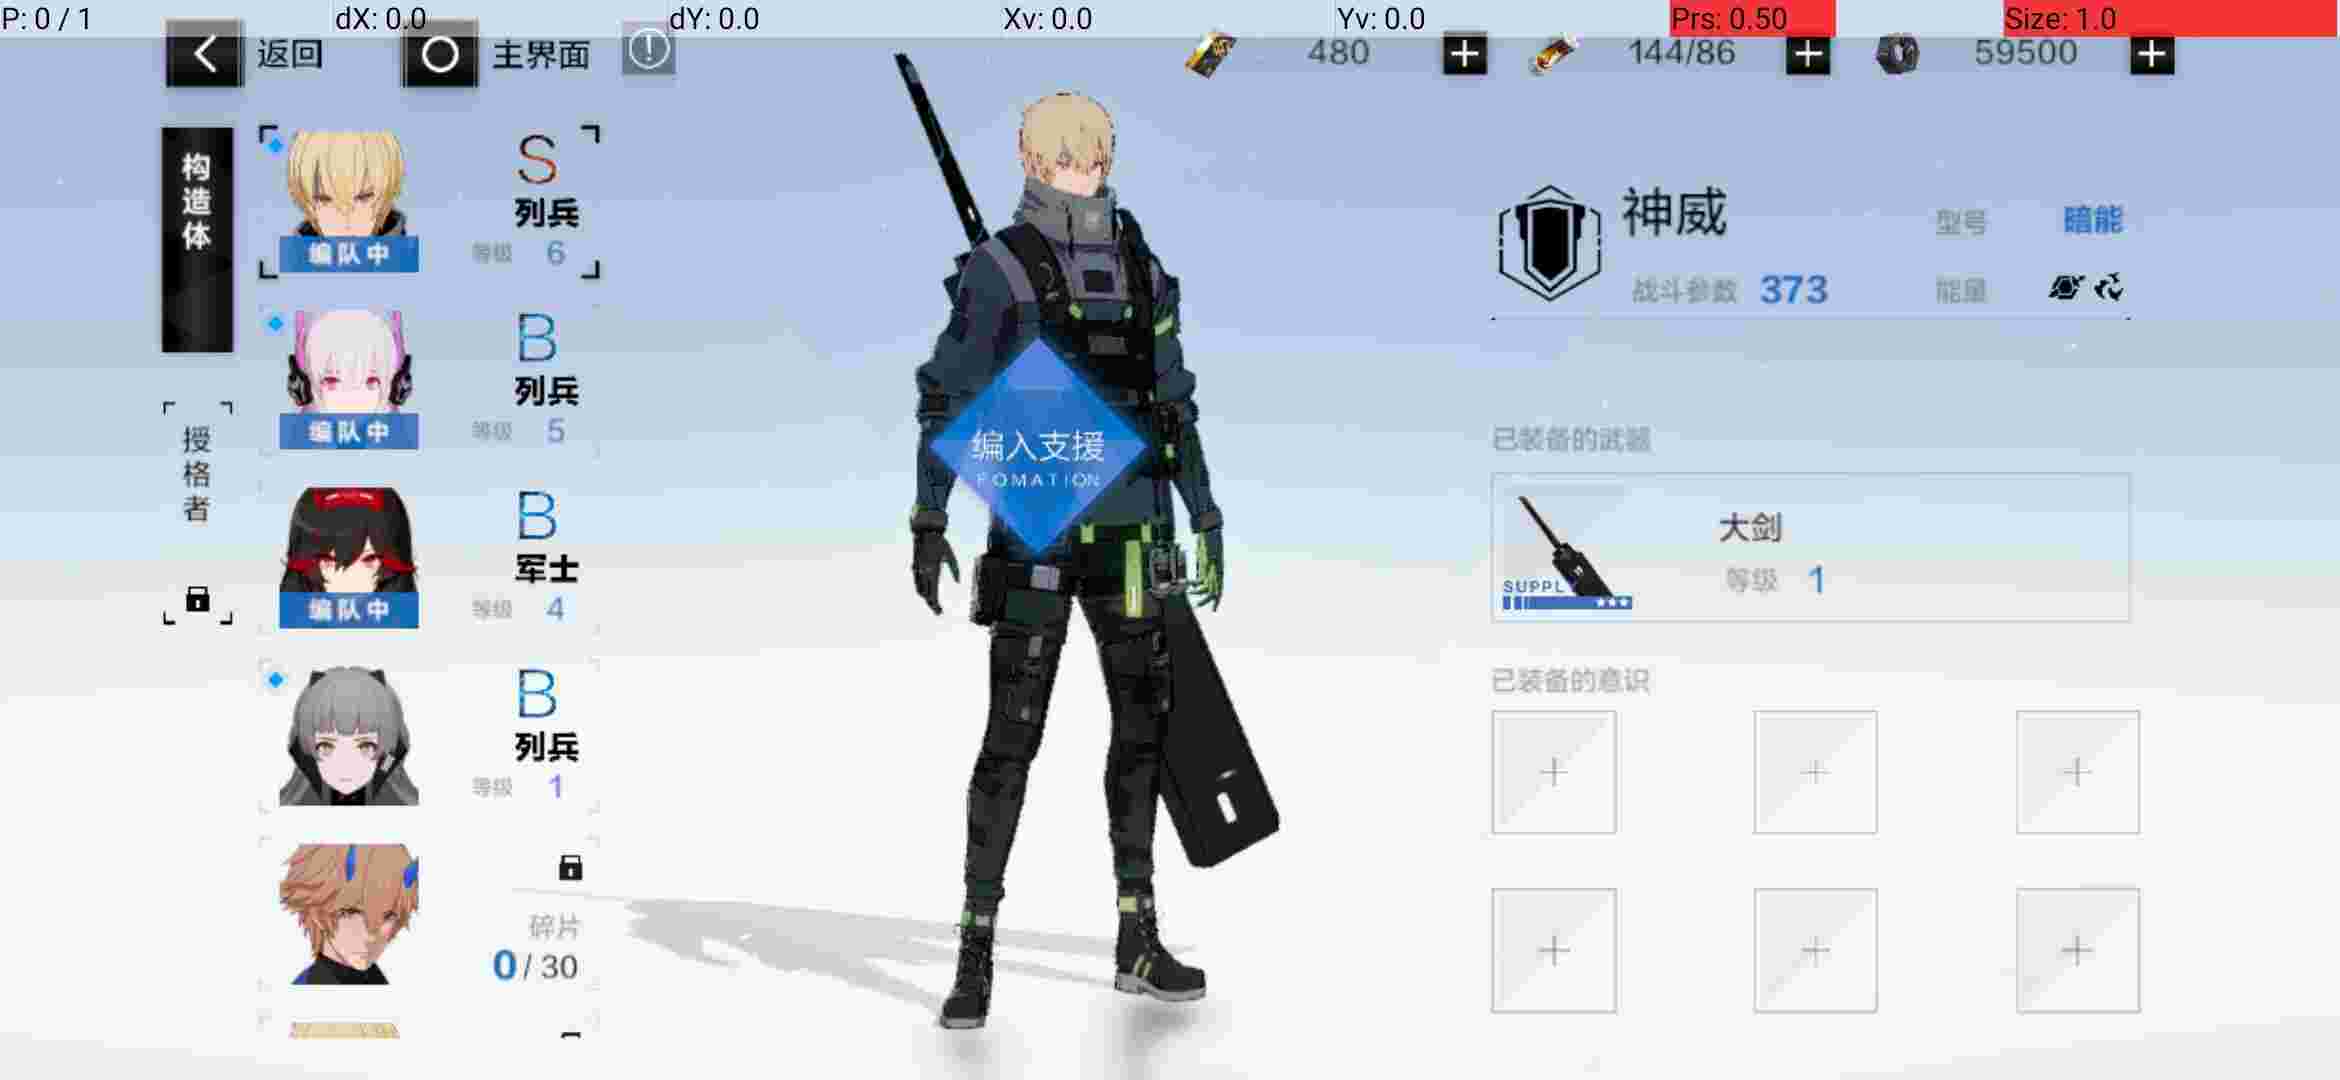 P: 0 / 1 dX: 0.0 dY: 0.0 Xv: 0.0 Yv: 0.0 Prs: 0.50 Size: 1.0
返回 主界面 480 144/86 59500
构造体
授格者
S
列兵
编队中 等级 6
B
列兵
编队中 等级 5
B
军士
编队中 等级 4
B
列兵
等级 1
碎片
0/30
编入支援
FOMATION
神威 型号 暗能
战斗参数 373 能量
已装备的武器
大剑
SUPPL
等级 1
已装备的意识